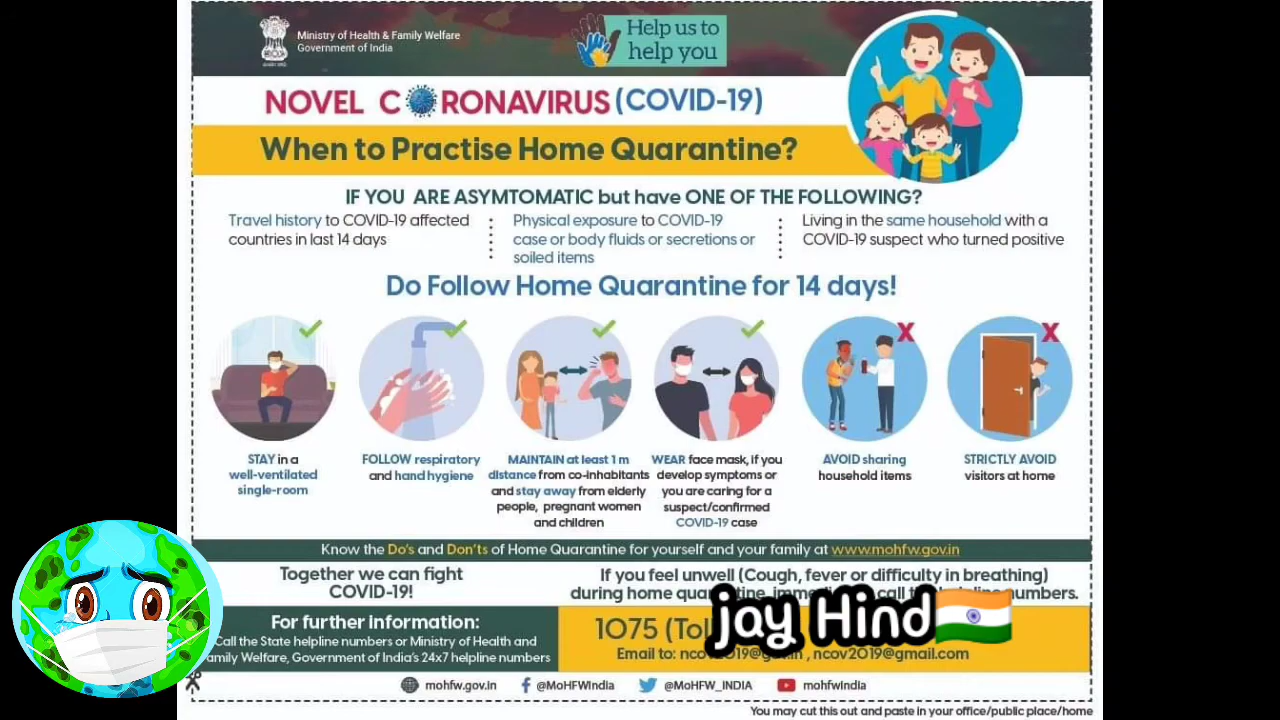 Ministry of Health & Family Welfare
Government of India
Help us to
help you
NOVEL CORONAVIRUS (COVID-19)
When to Practise Home Quarantine?
IF YOU ARE ASYMTOMATIC but have ONE OF THE FOLLOWING?
Travel history to COVID-19 affected
countries in last 14 days
Physical exposure to COVID-19
case or body fluids or secretions or
soiled items
Living in the same household with a
COVID-19 suspect who turned positive
Do Follow Home Quarantine for 14 days!
STAY in a
well-ventilated
single-room
FOLLOW respiratory
and hand hygiene
MAINTAIN at least 1 m
distance from co-inhabitants
and stay away from elderly
people, pregnant women
and children
WEAR face mask, if you
develop symptoms or
you are caring for a
suspect/confirmed
COVID-19 case
AVOID sharing
household items
STRICTLY AVOID
visitors at home
Know the Do's and Don'ts of Home Quarantine for yourself and your family at www.mohfw.gov.in
Together we can fight
COVID-19!
If you feel unwell (Cough, fever or difficulty in breathing)
during home call numbers.
For further information:
Call the State helpline numbers or Ministry of Health and
Family Welfare, Government of India's 24x7 helpline numbers
1075
jay Hind
Email to: , ncov2019@gmail.com
mohfw.gov.in @MoHFWIndia @MoHFW_INDIA mohfwindia
You may cut this out and paste in your office/public place/home